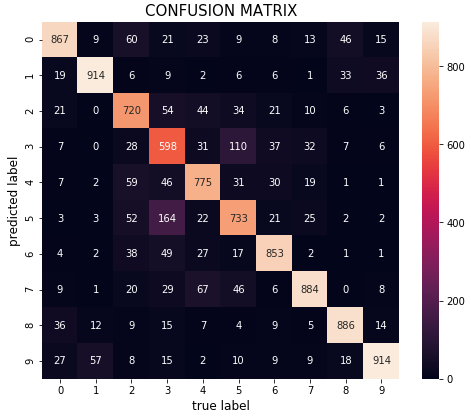 CONFUSION MATRIX
0 867 9 60 21 23 9 8 13 46 15
1 19 914 6 9 2 6 6 1 33 36
2 21 0 720 54 44 34 21 10 6 3
3 7 0 28 598 31 110 37 32 7 6
4 7 2 59 46 775 31 30 19 1 1
5 3 3 52 164 22 733 21 25 2 2
6 4 2 38 49 27 17 853 2 1 1
7 9 1 20 29 67 46 6 884 0 8
8 36 12 9 15 7 4 9 5 886 14
9 27 57 8 15 2 10 9 9 18 914
0 1 2 3 4 5 6 7 8 9
true label
predicted label
800
600
400
200
0